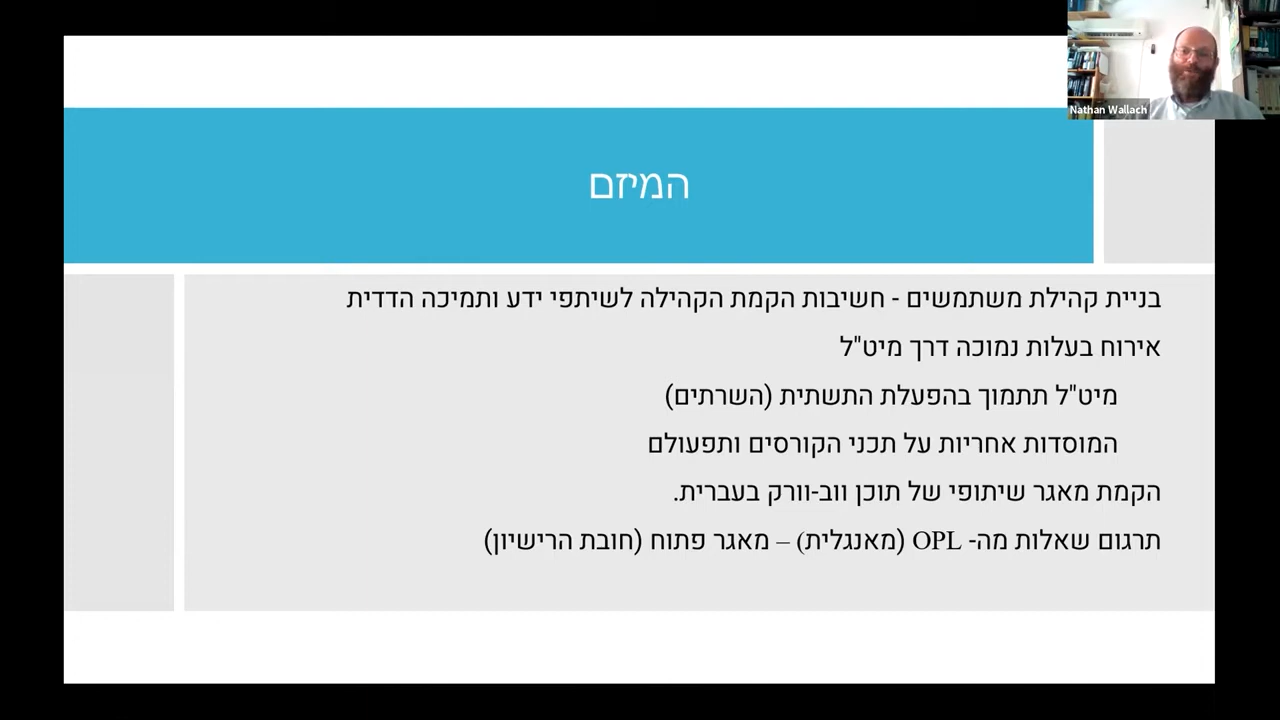 Nathan Wallach
המיזם
בניית קהילת משתמשים - חשיבות הקמת הקהילה לשיתפי ידע ותמיכה הדדית
אירוח בעלות נמוכה דרך מיט"ל
מיט"ל תתמוך בהפעלת התשתית (השרתים)
המוסדות אחריות על תכני הקורסים ותפעולם
הקמת מאגר שיתופי של תוכן ווב-וורק בעברית.
תרגום שאלות מה- OPL (מאנגלית) – מאגר פתוח (חובת הרישיון)